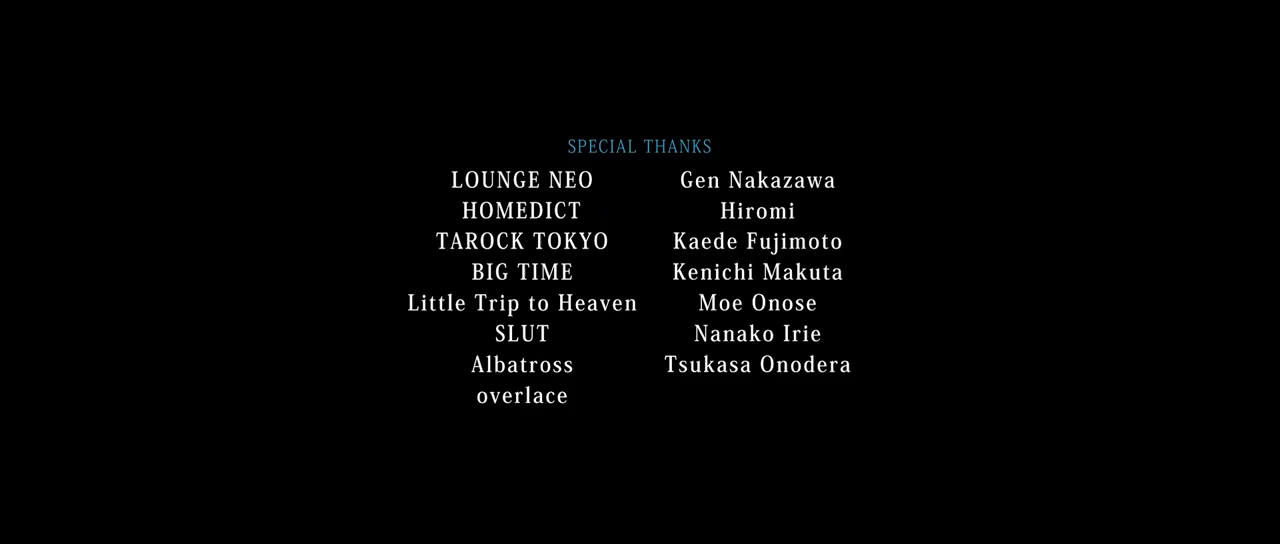 SPECIAL THANKS
LOUNGE NEO
HOMEDICT
TAROCK TOKYO
BIG TIME
Little Trip to Heaven
SLUT
Albatross
overlace
Gen Nakazawa
Hiromi
Kaede Fujimoto
Kenichi Makuta
Moe Onose
Nanako Irie
Tsukasa Onodera